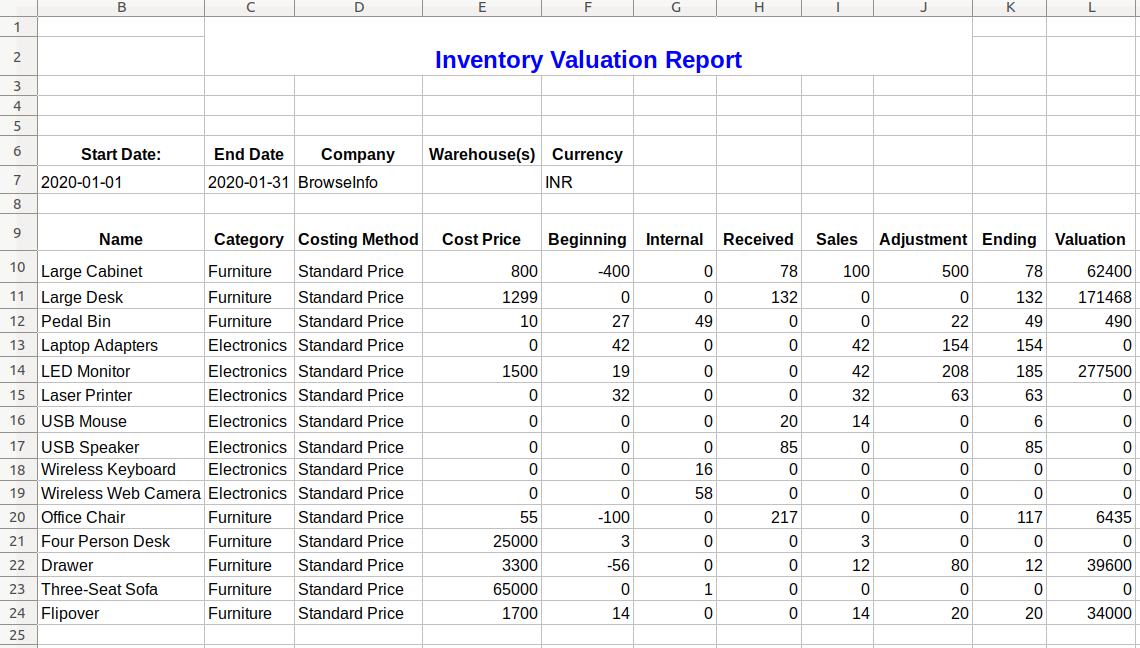 B C D E F G H I J K L
1
2 Inventory Valuation Report
3
4
5
6 Start Date: End Date Company Warehouse(s) Currency
7 2020-01-01 2020-01-31 BrowseInfo INR
8
9 Name Category Costing Method Cost Price Beginning Internal Received Sales Adjustment Ending Valuation
10 Large Cabinet Furniture Standard Price 800 -400 0 78 100 500 78 62400
11 Large Desk Furniture Standard Price 1299 0 0 132 0 0 132 171468
12 Pedal Bin Furniture Standard Price 10 27 49 0 0 22 49 490
13 Laptop Adapters Electronics Standard Price 0 42 0 0 42 154 154 0
14 LED Monitor Electronics Standard Price 1500 19 0 0 42 208 185 277500
15 Laser Printer Electronics Standard Price 0 32 0 0 32 63 63 0
16 USB Mouse Electronics Standard Price 0 0 0 20 14 0 6 0
17 USB Speaker Electronics Standard Price 0 0 0 85 0 0 85 0
18 Wireless Keyboard Electronics Standard Price 0 0 16 0 0 0 0 0
19 Wireless Web Camera Electronics Standard Price 0 0 58 0 0 0 0 0
20 Office Chair Furniture Standard Price 55 -100 0 217 0 0 117 6435
21 Four Person Desk Furniture Standard Price 25000 3 0 0 3 0 0 0
22 Drawer Furniture Standard Price 3300 -56 0 0 12 80 12 39600
23 Three-Seat Sofa Furniture Standard Price 65000 0 1 0 0 0 0 0
24 Flipover Furniture Standard Price 1700 14 0 0 14 20 20 34000
25